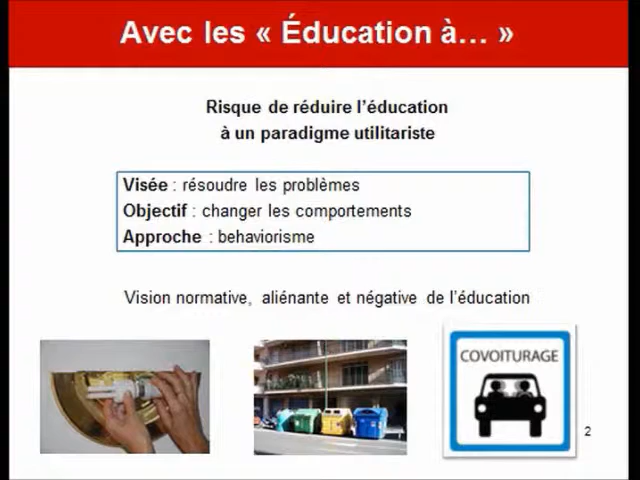 Avec les « Éducation à... »
Risque de réduire l'éducation
à un paradigme utilitariste
Visée : résoudre les problèmes
Objectif : changer les comportements
Approche : behaviorisme
Vision normative, aliénante et négative de l'éducation
COVOITURAGE
2